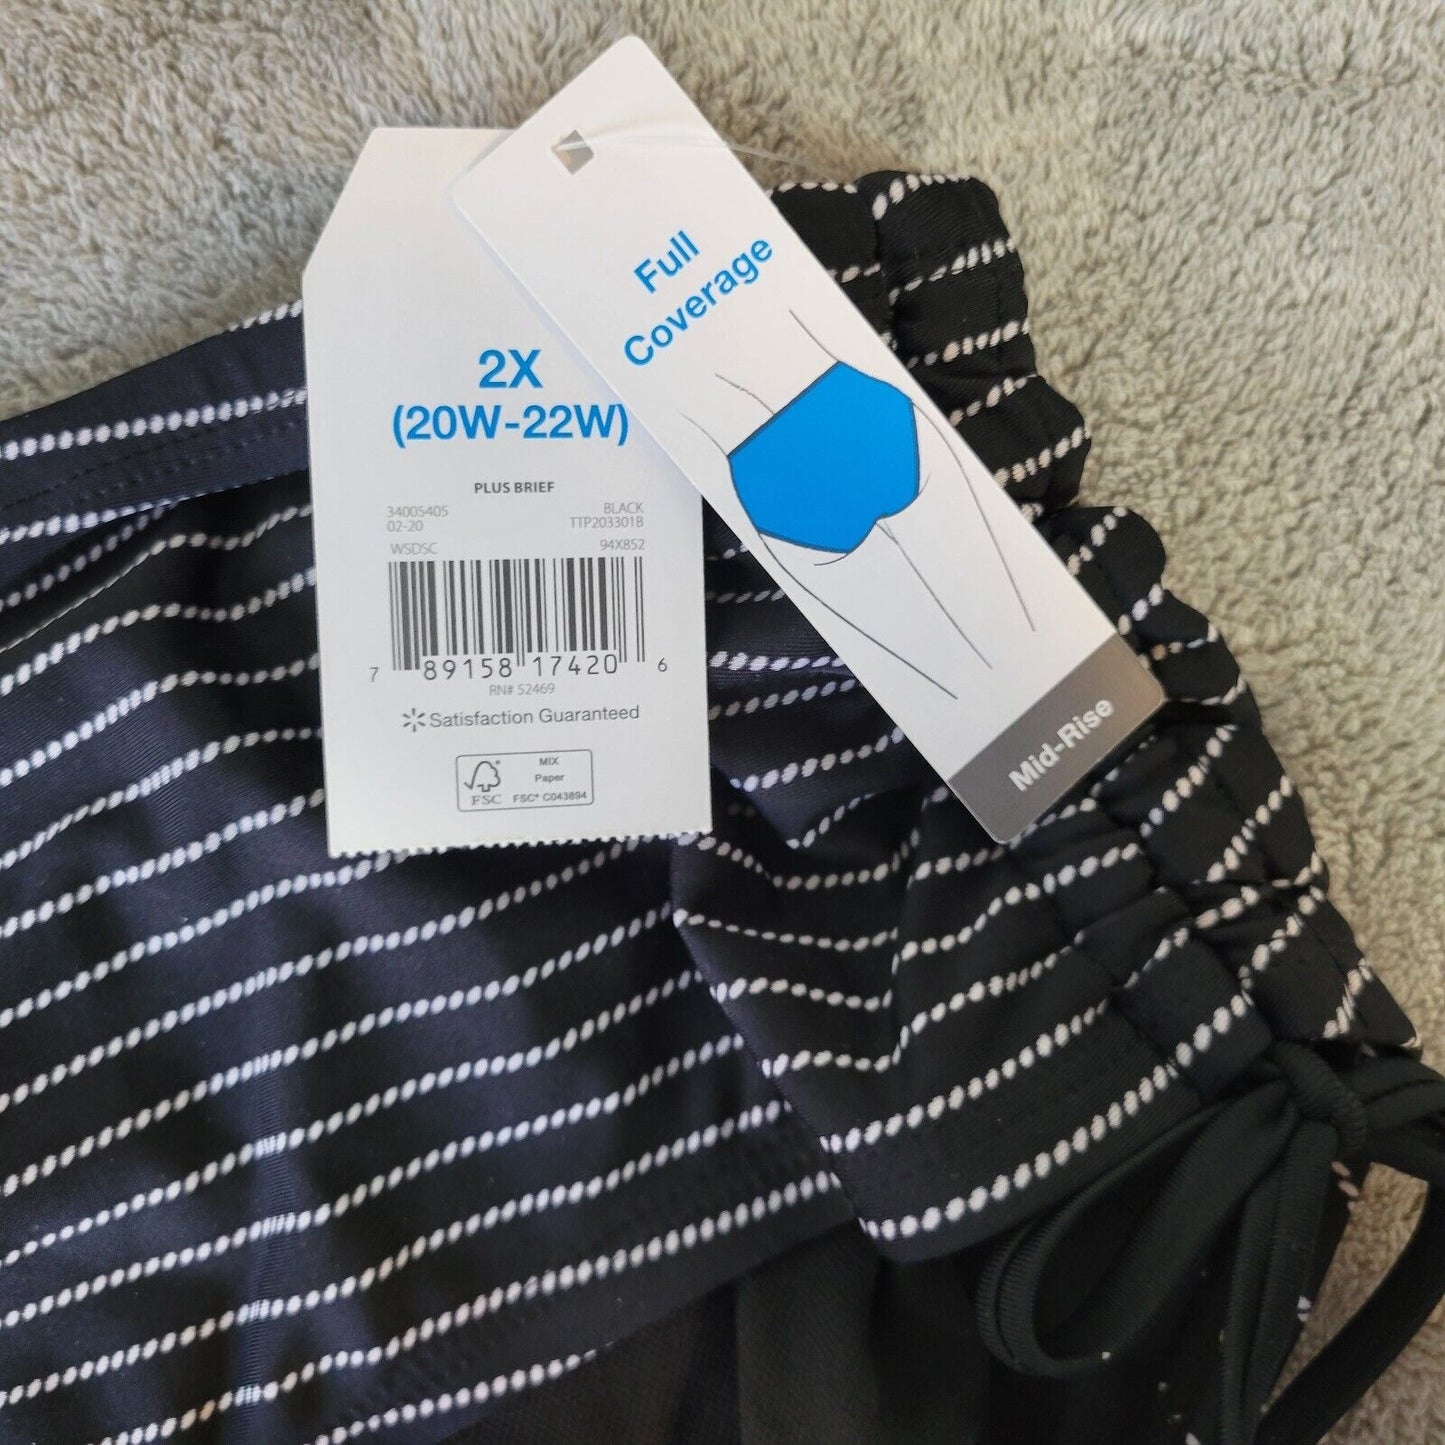 Full
Coverage
Mid-Rise
2X
(20W-22W)
PLUS BRIEF
34005405 BLACK
02-20 TTP203301B
WSDSC 94X852
7 89158 17420 6
RN# 52469
Satisfaction Guaranteed
MIX
Paper
FSC FSC® C043894